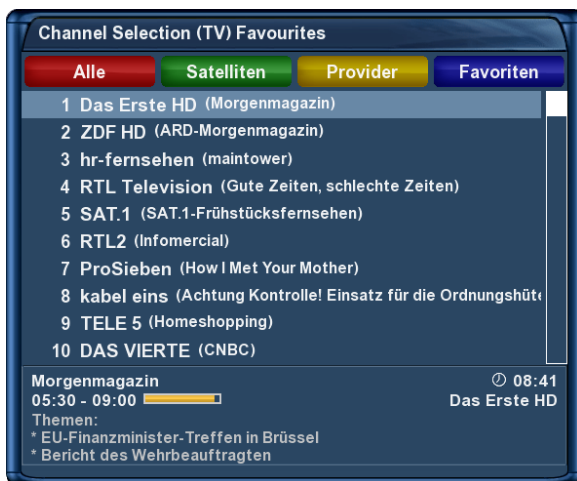 Channel Selection (TV) Favourites
Alle Satelliten Provider Favoriten
1 Das Erste HD (Morgenmagazin)
2 ZDF HD (ARD-Morgenmagazin)
3 hr-fernsehen (maintower)
4 RTL Television (Gute Zeiten, schlechte Zeiten)
5 SAT.1 (SAT.1-Frühstücksfernsehen)
6 RTL2 (Infomercial)
7 ProSieben (How I Met Your Mother)
8 kabel eins (Achtung Kontrolle! Einsatz für die Ordnungshüte
9 TELE 5 (Homeshopping)
10 DAS VIERTE (CNBC)
Morgenmagazin 08:41
05:30 - 09:00 Das Erste HD
Themen:
* EU-Finanzminister-Treffen in Brüssel
* Bericht des Wehrbeauftragten